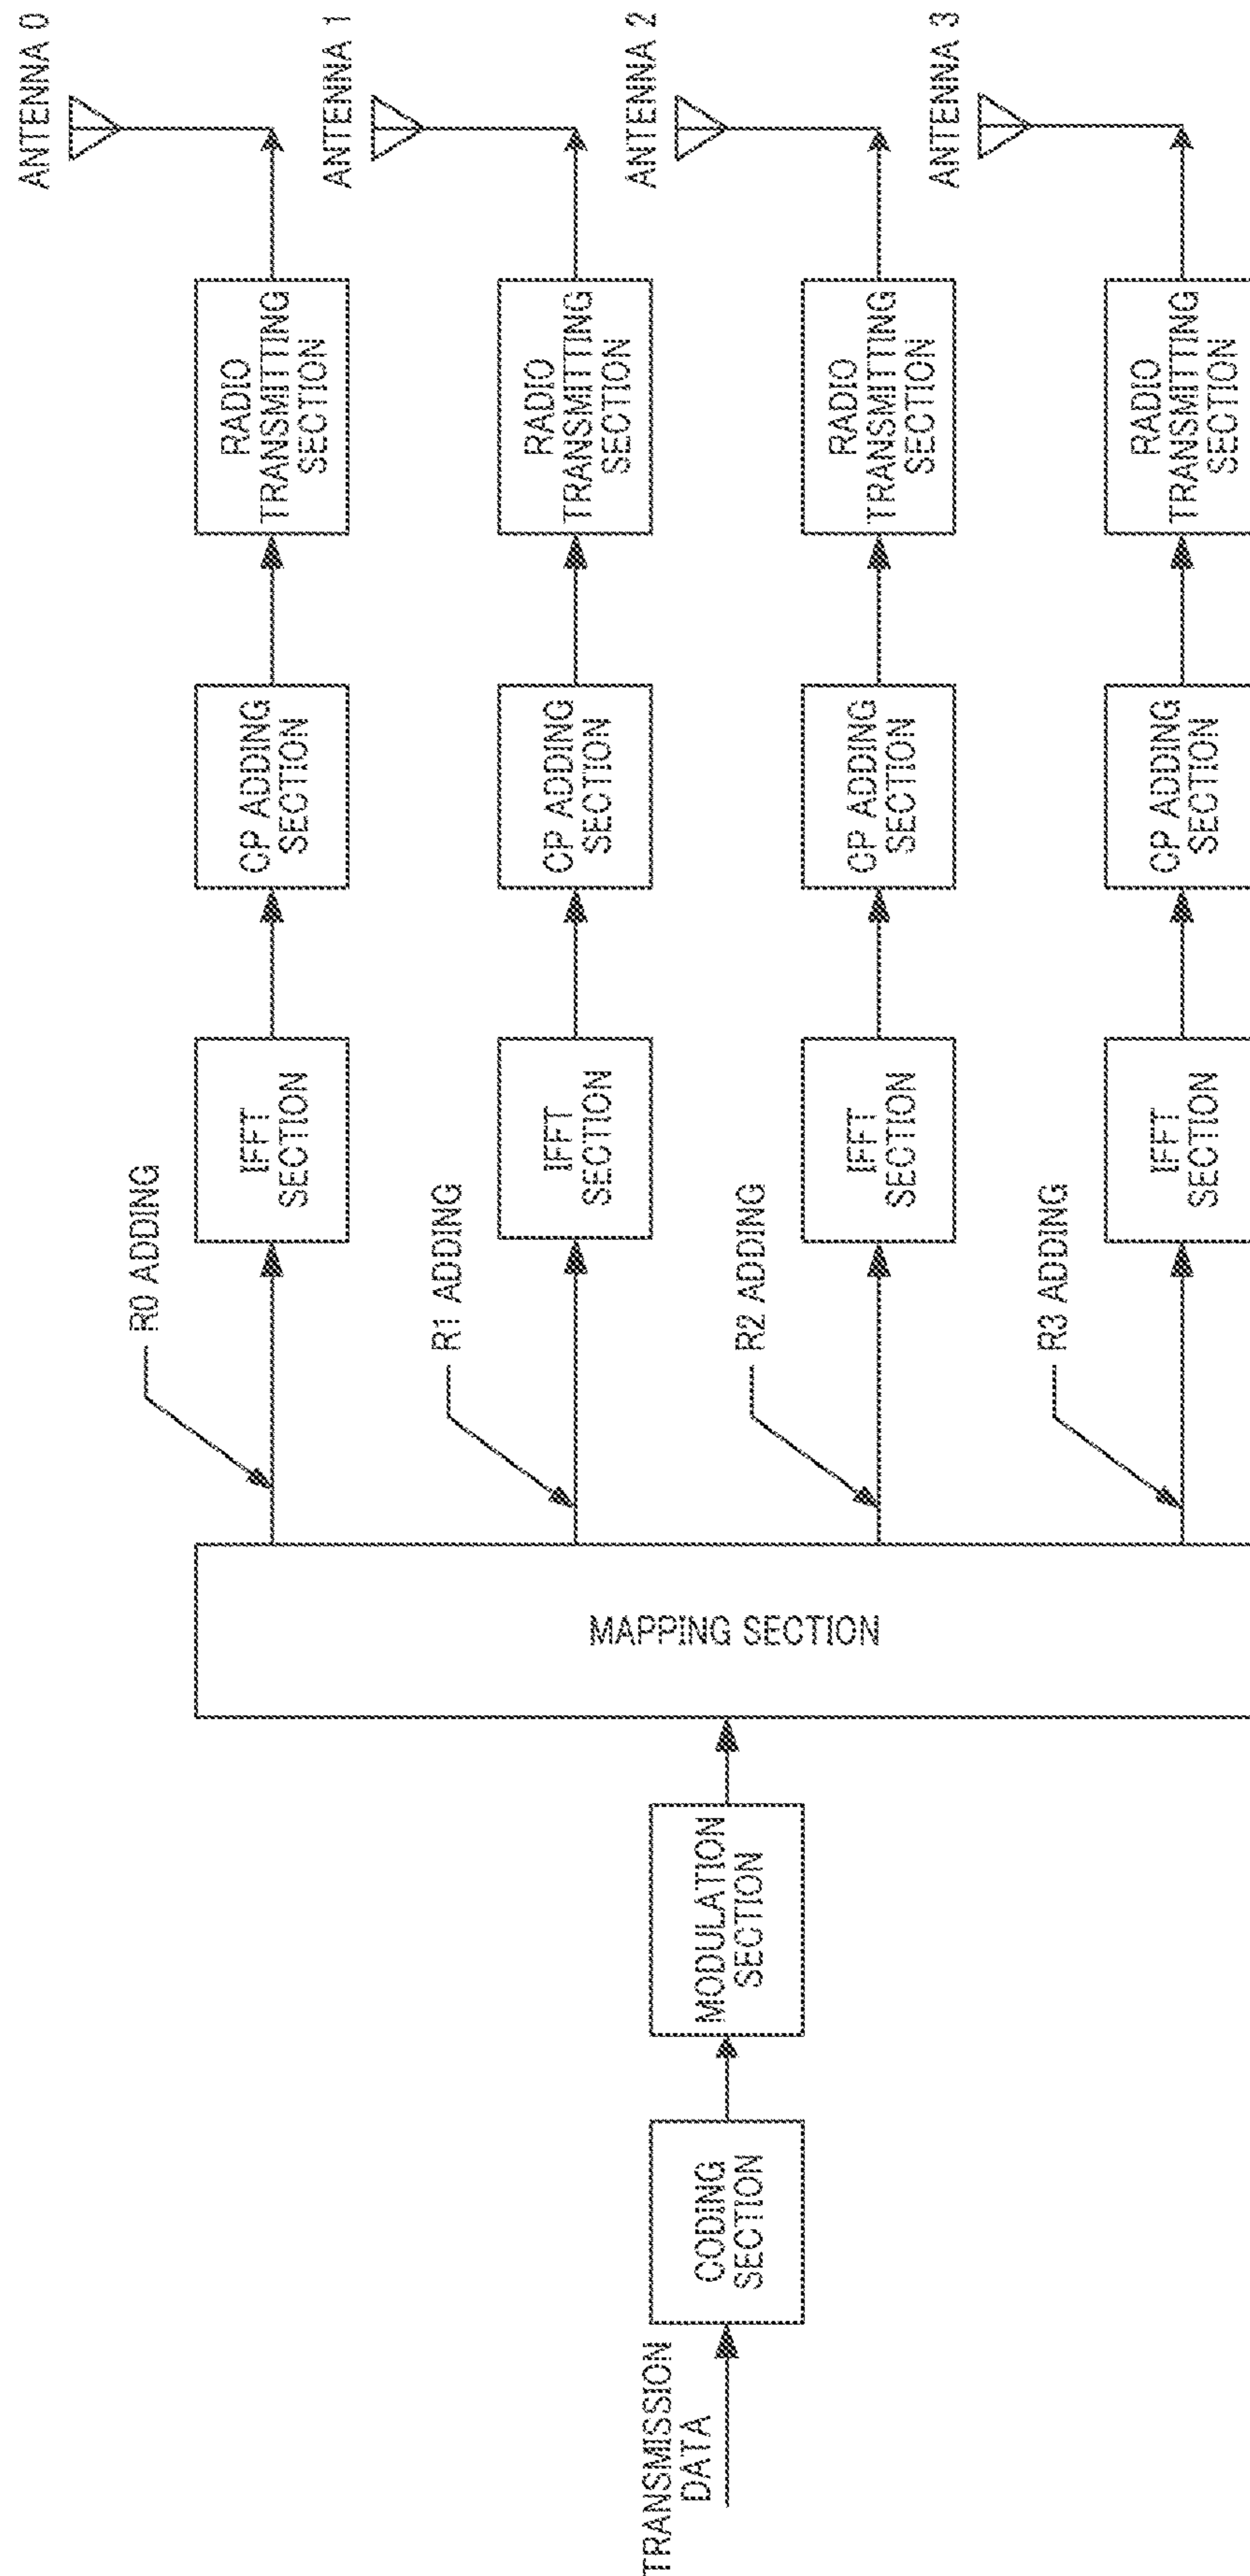 TRANSMISSION
DATA
CODING
SECTION
MODULATION
SECTION
MAPPING SECTION
R0 ADDING
IFFT
SECTION
CP ADDING
SECTION
RADIO
TRANSMITTING
SECTION
ANTENNA 0
R1 ADDING
IFFT
SECTION
CP ADDING
SECTION
RADIO
TRANSMITTING
SECTION
ANTENNA 1
R2 ADDING
IFFT
SECTION
CP ADDING
SECTION
RADIO
TRANSMITTING
SECTION
ANTENNA 2
R3 ADDING
IFFT
SECTION
CP ADDING
SECTION
RADIO
TRANSMITTING
SECTION
ANTENNA 3